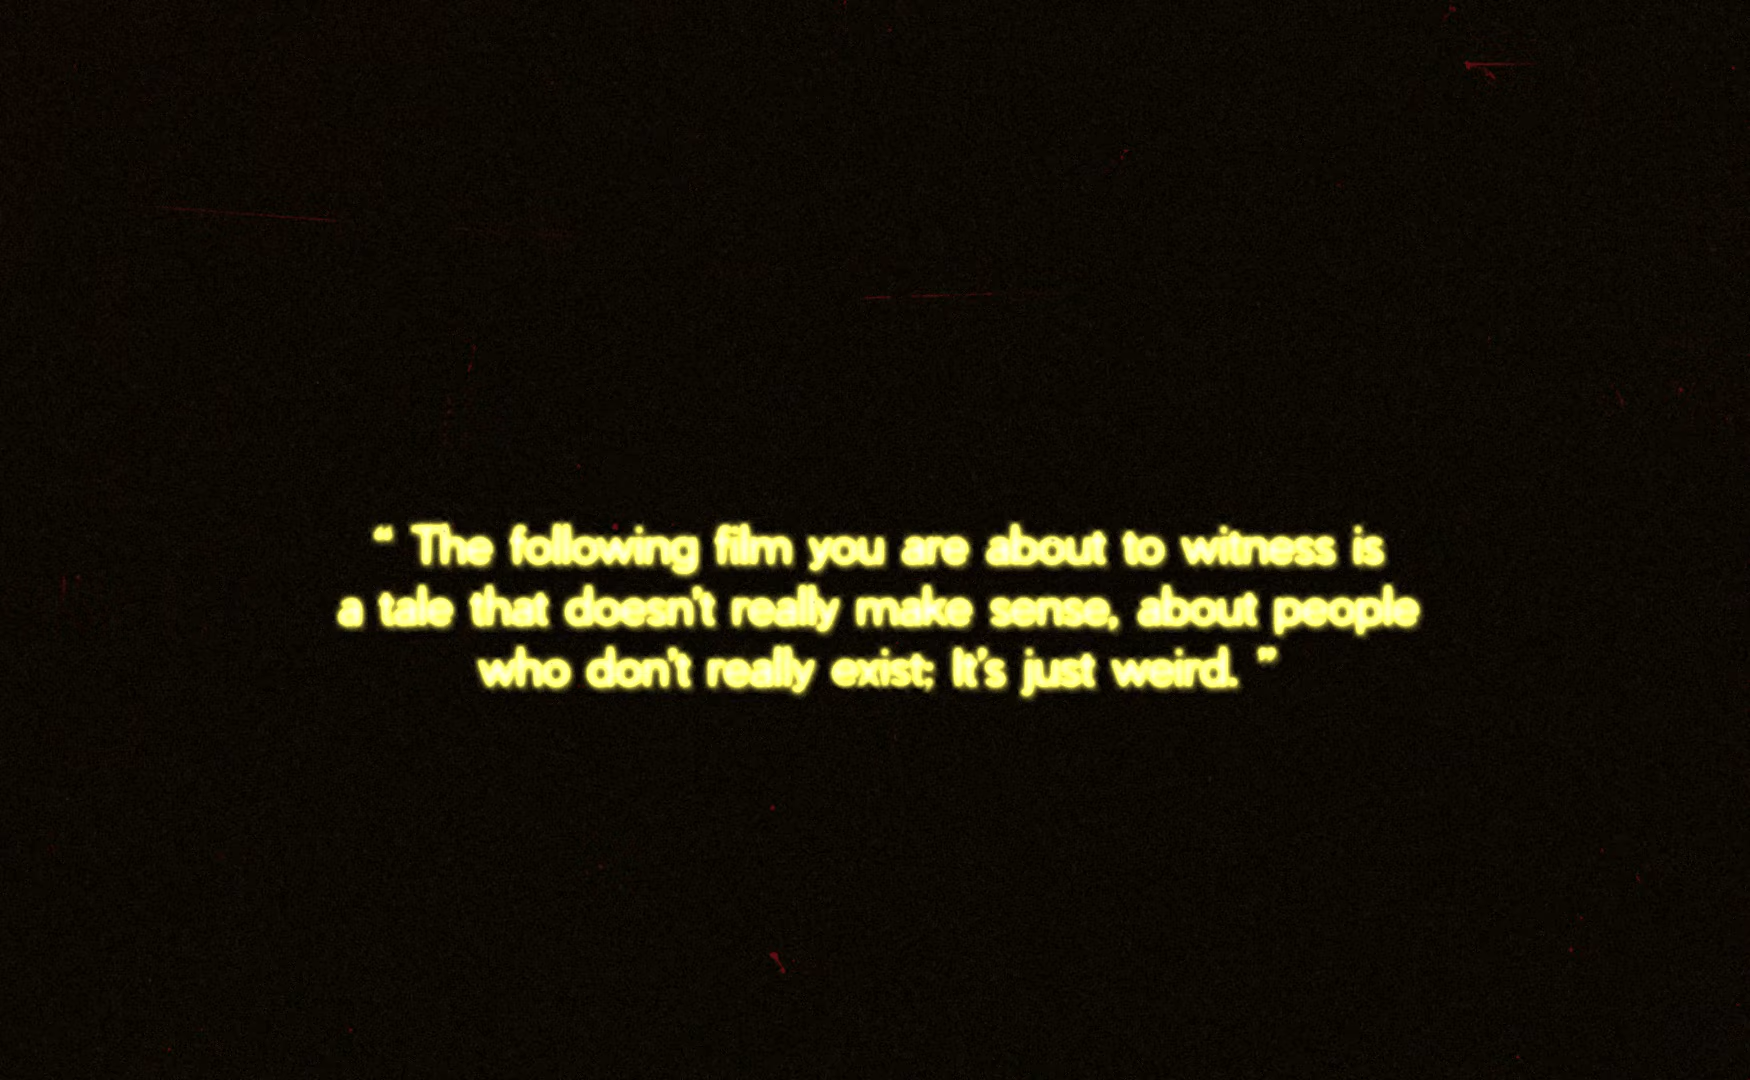 “ The following film you are about to witness is
a tale that doesn't really make sense, about people
who don't really exist; It's just weird. ”